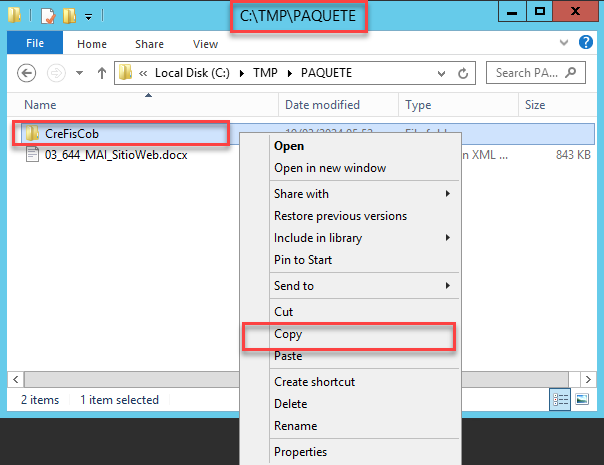 C:\TMP\PAQUETE
File Home Share View
Local Disk (C:) TMP PAQUETE Search PA...
Name Date modified Type Size
CreFisCob
03_644_MAI_SitioWeb.docx n XML ... 843 KB
Open
Open in new window
Share with
Restore previous versions
Include in library
Pin to Start
Send to
Cut
Copy
Paste
Create shortcut
Delete
Rename
Properties
2 items 1 item selected